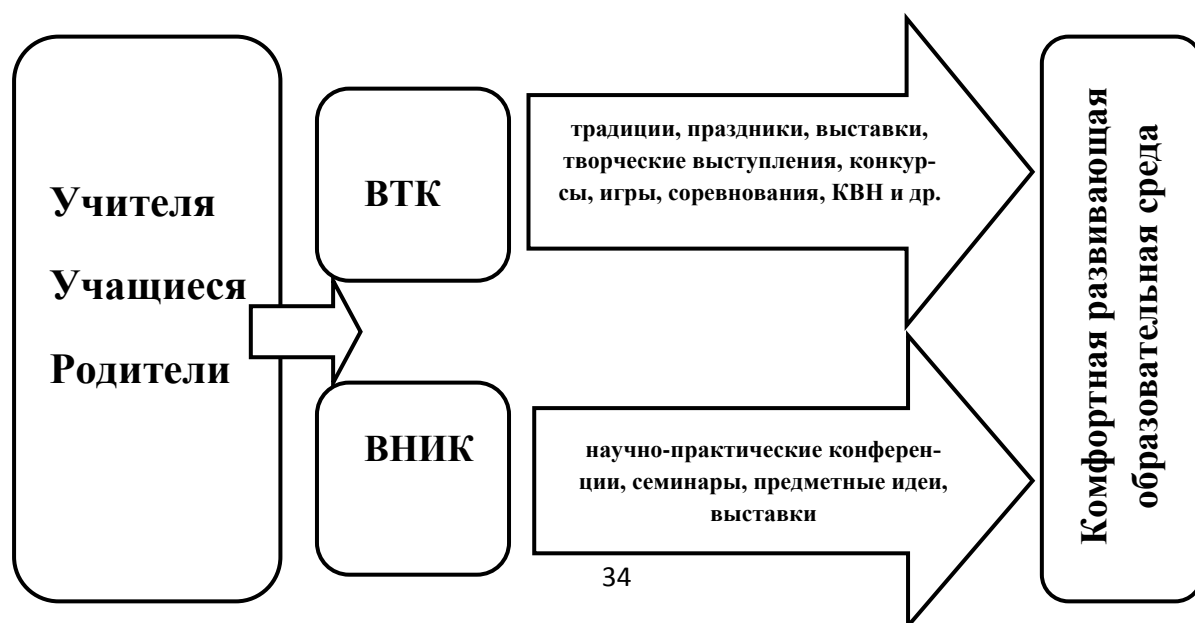 Учителя
Учащиеся
Родители
ВТК
традиции, праздники, выставки,
творческие выступления, конкур-
сы, игры, соревнования, КВН и др.
ВНИК
научно-практические конферен-
ции, семинары, предметные идеи,
выставки
Комфортная развивающая
образовательная среда
34